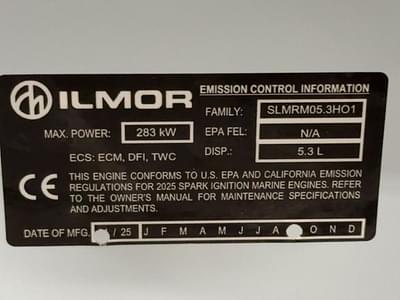 ILMOR
EMISSION CONTROL INFORMATION
FAMILY: SLMRM05.3HO1
MAX. POWER: 283 kW
EPA FEL: N/A
ECS: ECM, DFI, TWC
DISP.: 5.3 L
CE
THIS ENGINE CONFORMS TO U.S. EPA AND CALIFORNIA EMISSION
REGULATIONS FOR 2025 SPARK IGNITION MARINE ENGINES. REFER
TO THE OWNER'S MANUAL FOR MAINTENANCE SPECIFICATIONS
AND ADJUSTMENTS.
DATE OF MFG. / 25 J F M A M J J A O N D